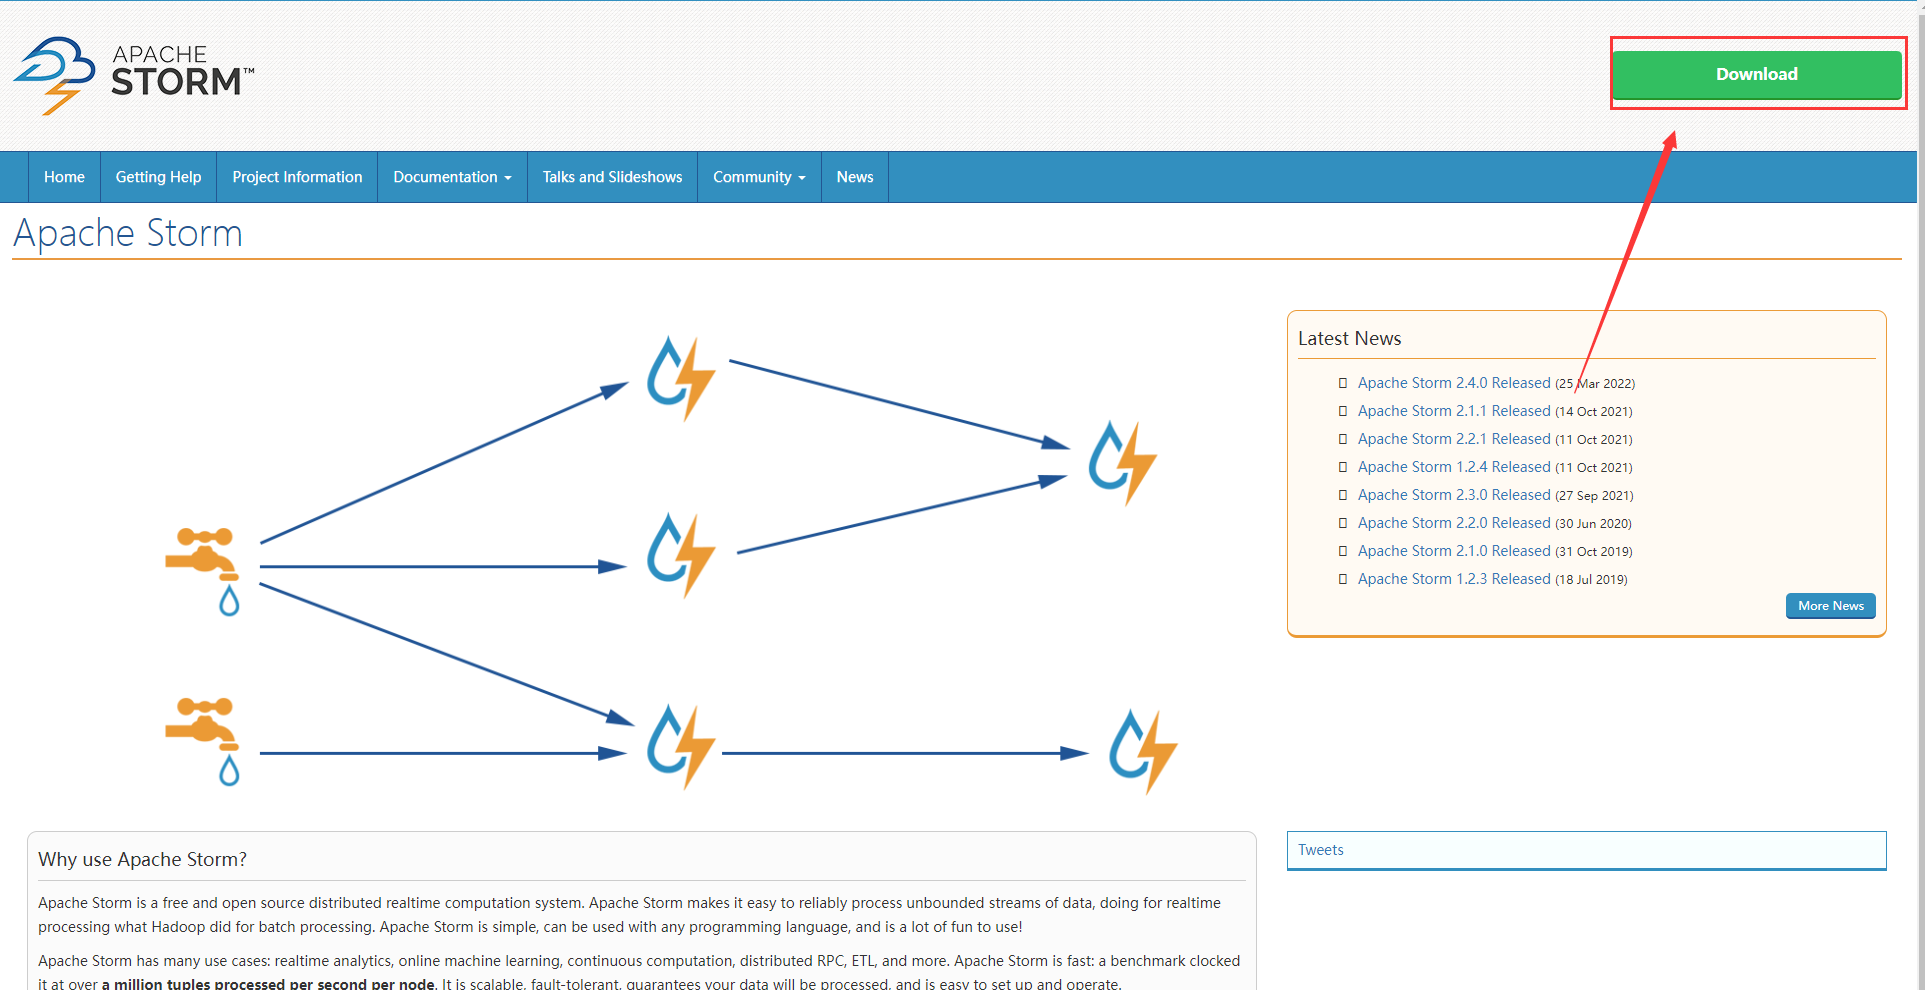 APACHE
STORM™
Download
Home
Getting Help
Project Information
Documentation
Talks and Slideshows
Community
News
Apache Storm
Latest News
Apache Storm 2.4.0 Released (25 Mar 2022)
Apache Storm 2.1.1 Released (14 Oct 2021)
Apache Storm 2.2.1 Released (11 Oct 2021)
Apache Storm 1.2.4 Released (11 Oct 2021)
Apache Storm 2.3.0 Released (27 Sep 2021)
Apache Storm 2.2.0 Released (30 Jun 2020)
Apache Storm 2.1.0 Released (31 Oct 2019)
Apache Storm 1.2.3 Released (18 Jul 2019)
More News
Why use Apache Storm?
Apache Storm is a free and open source distributed realtime computation system. Apache Storm makes it easy to reliably process unbounded streams of data, doing for realtime
processing what Hadoop did for batch processing. Apache Storm is simple, can be used with any programming language, and is a lot of fun to use!
Apache Storm has many use cases: realtime analytics, online machine learning, continuous computation, distributed RPC, ETL, and more. Apache Storm is fast: a benchmark clocked
it at over a million tuples processed per second per node. It is scalable, fault-tolerant, guarantees your data will be processed, and is easy to set up and operate.
Tweets